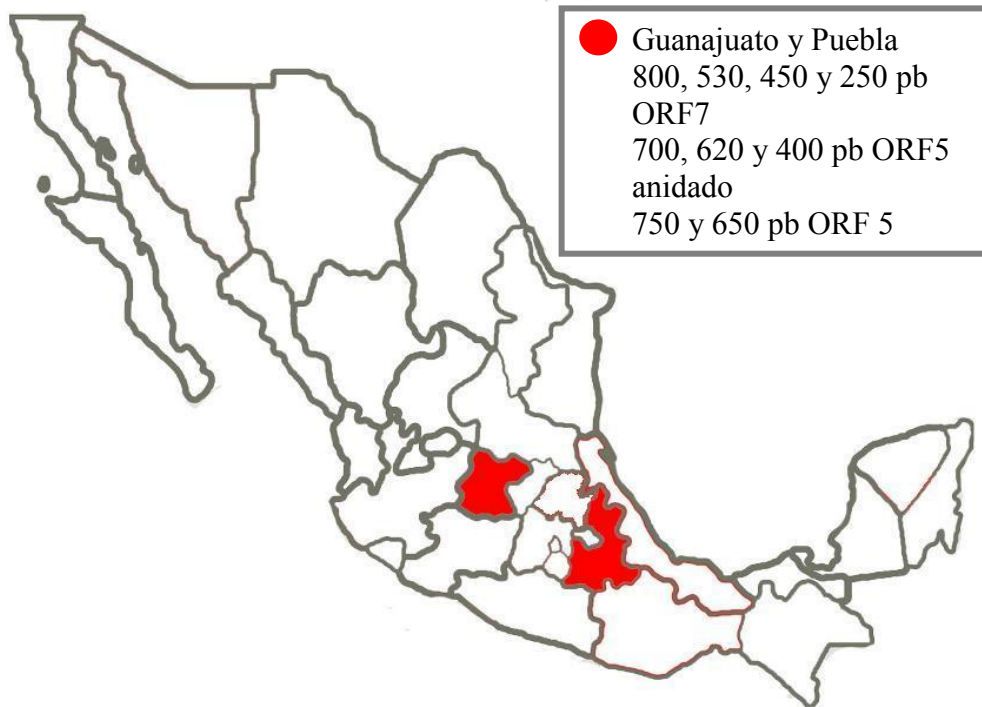 Guanajuato y Puebla
800, 530, 450 y 250 pb
ORF7
700, 620 y 400 pb ORF5
anidado
750 y 650 pb ORF 5